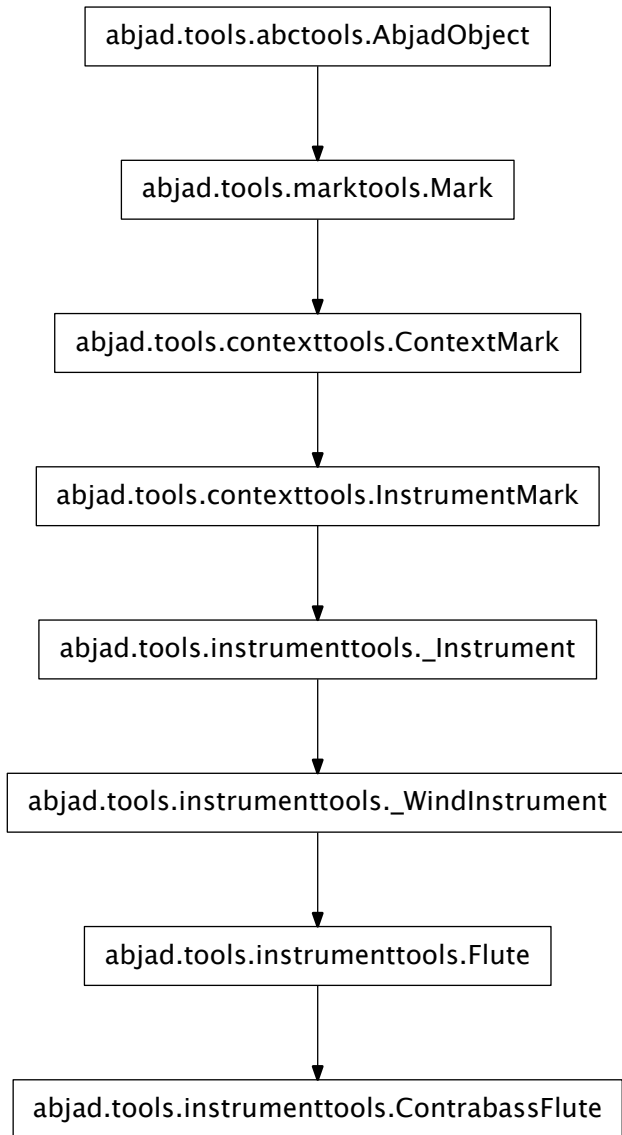 abjad.tools.abctools.AbjadObject
abjad.tools.marktools.Mark
abjad.tools.contexttools.ContextMark
abjad.tools.contexttools.InstrumentMark
abjad.tools.instrumenttools._Instrument
abjad.tools.instrumenttools._WindInstrument
abjad.tools.instrumenttools.Flute
abjad.tools.instrumenttools.ContrabassFlute